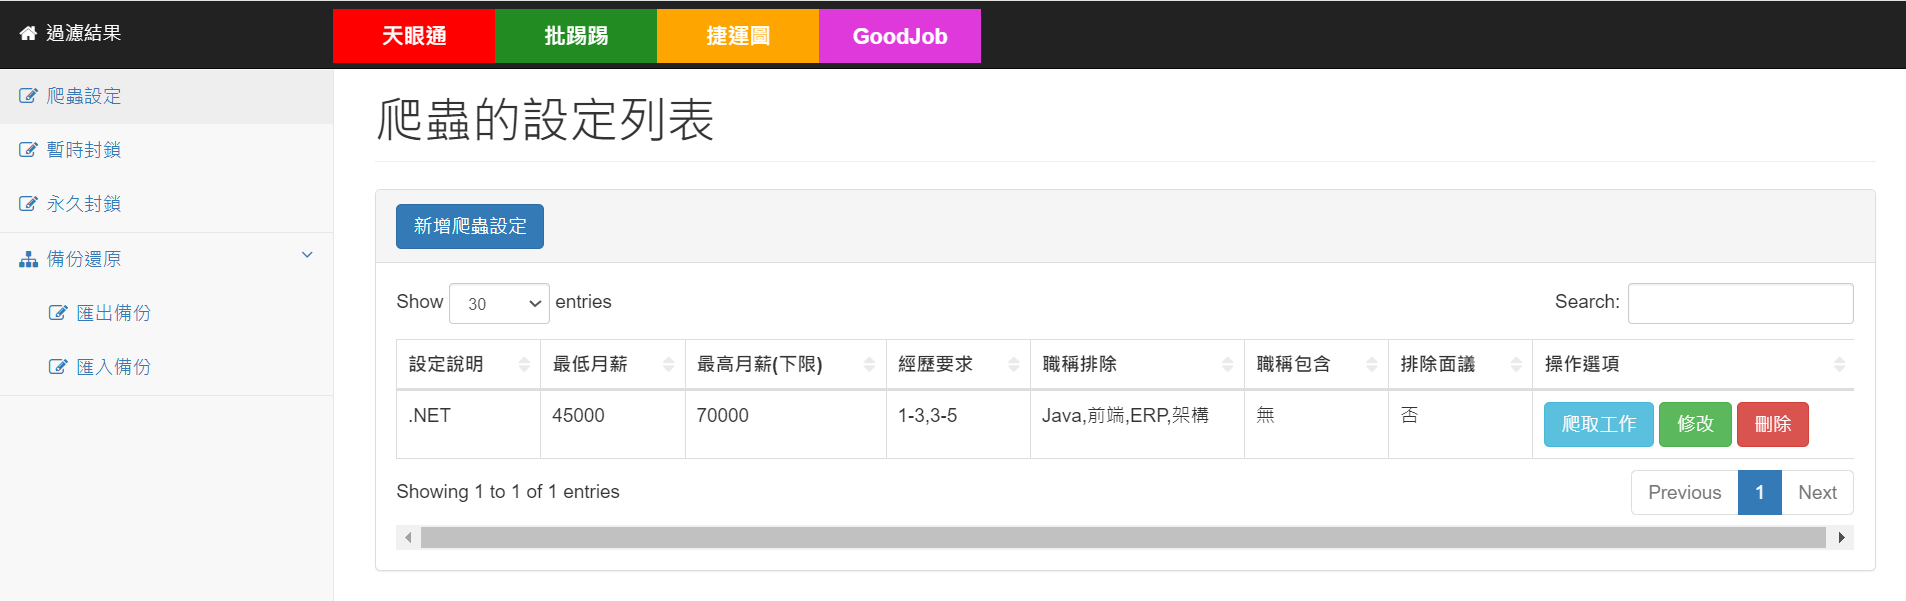 過濾結果
天眼通 批踢踢 捷運圖 GoodJob
爬蟲設定
暫時封鎖
永久封鎖
備份還原
匯出備份
匯入備份
爬蟲的設定列表
新增爬蟲設定
Show 30 entries Search:
設定說明 最低月薪 最高月薪(下限) 經歷要求 職稱排除 職稱包含 排除面議 操作選項
.NET 45000 70000 1-3,3-5 Java,前端,ERP,架構 無 否 爬取工作 修改 刪除
Showing 1 to 1 of 1 entries Previous 1 Next